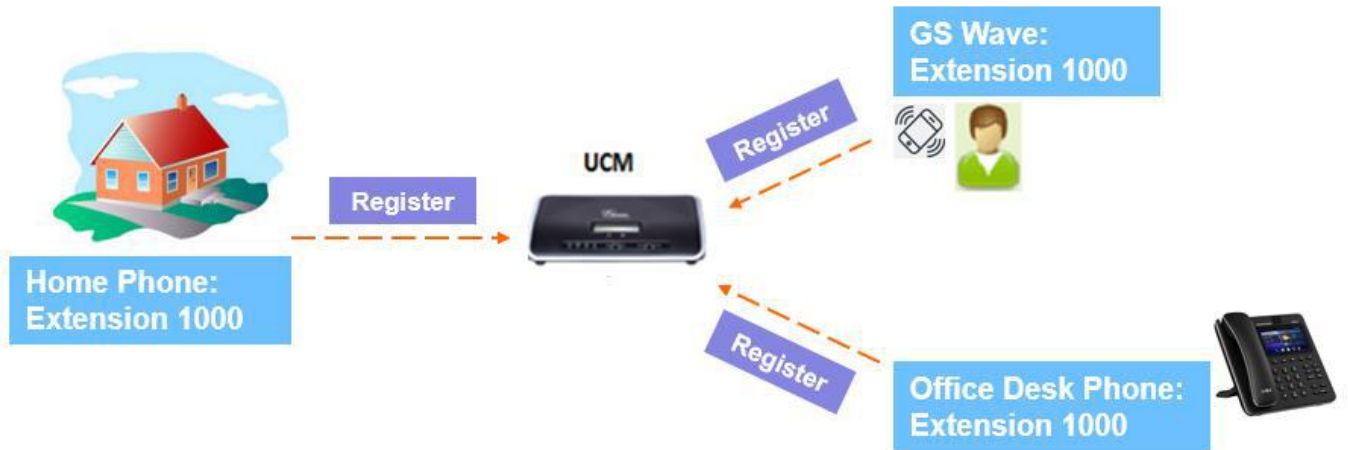 GS Wave:
Extension 1000
Register
UCM
Register
Home Phone:
Extension 1000
Register
Office Desk Phone:
Extension 1000